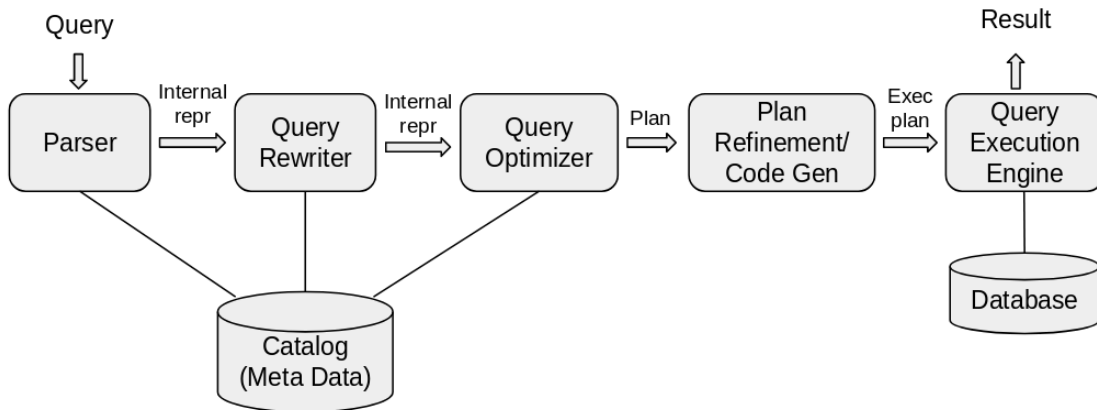 Query
Result
Internal
repr
Internal
repr
Plan
Exec
plan
Parser
Query
Rewriter
Query
Optimizer
Plan
Refinement/
Code Gen
Query
Execution
Engine
Catalog
(Meta Data)
Database